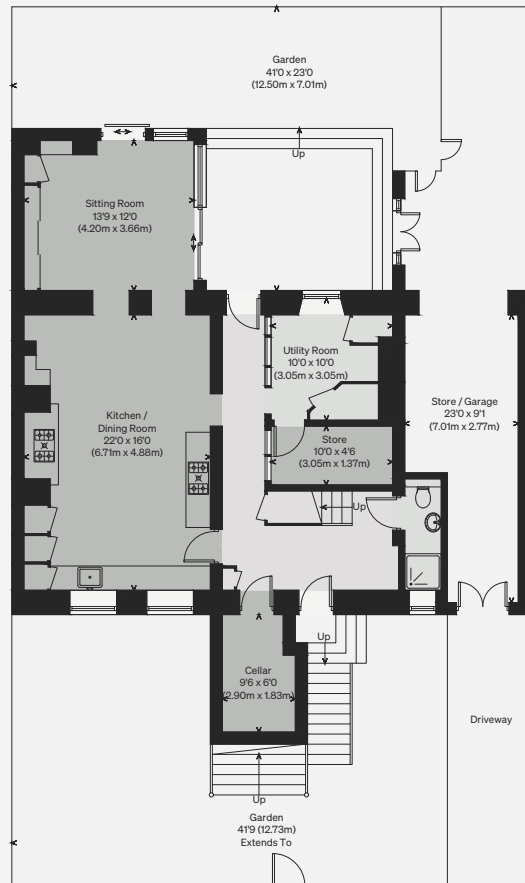 Garden
41'0 x 23'0
(12.50m x 7.01m)
Up
Sitting Room
13'9 x 12'0
(4.20m x 3.66m)
Utility Room
10'0 x 10'0
(3.05m x 3.05m)
Kitchen /
Dining Room
22'0 x 16'0
(6.71m x 4.88m)
Store / Garage
23'0 x 9'1
(7.01m x 2.77m)
Store
10'0 x 4'6
(3.05m x 1.37m)
Up
Up
Cellar
9'6 x 6'0
(2.90m x 1.83m)
Driveway
Up
Garden
41'9 (12.73m)
Extends To